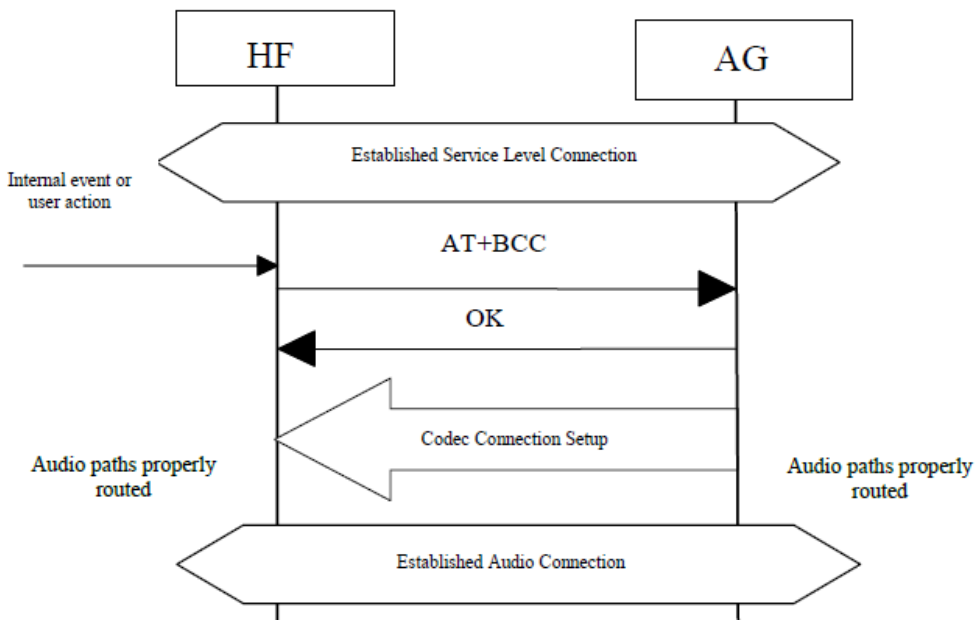 HF
AG
Established Service Level Connection
Internal event or
user action
AT+BCC
OK
Codec Connection Setup
Audio paths properly
routed
Audio paths properly
routed
Established Audio Connection